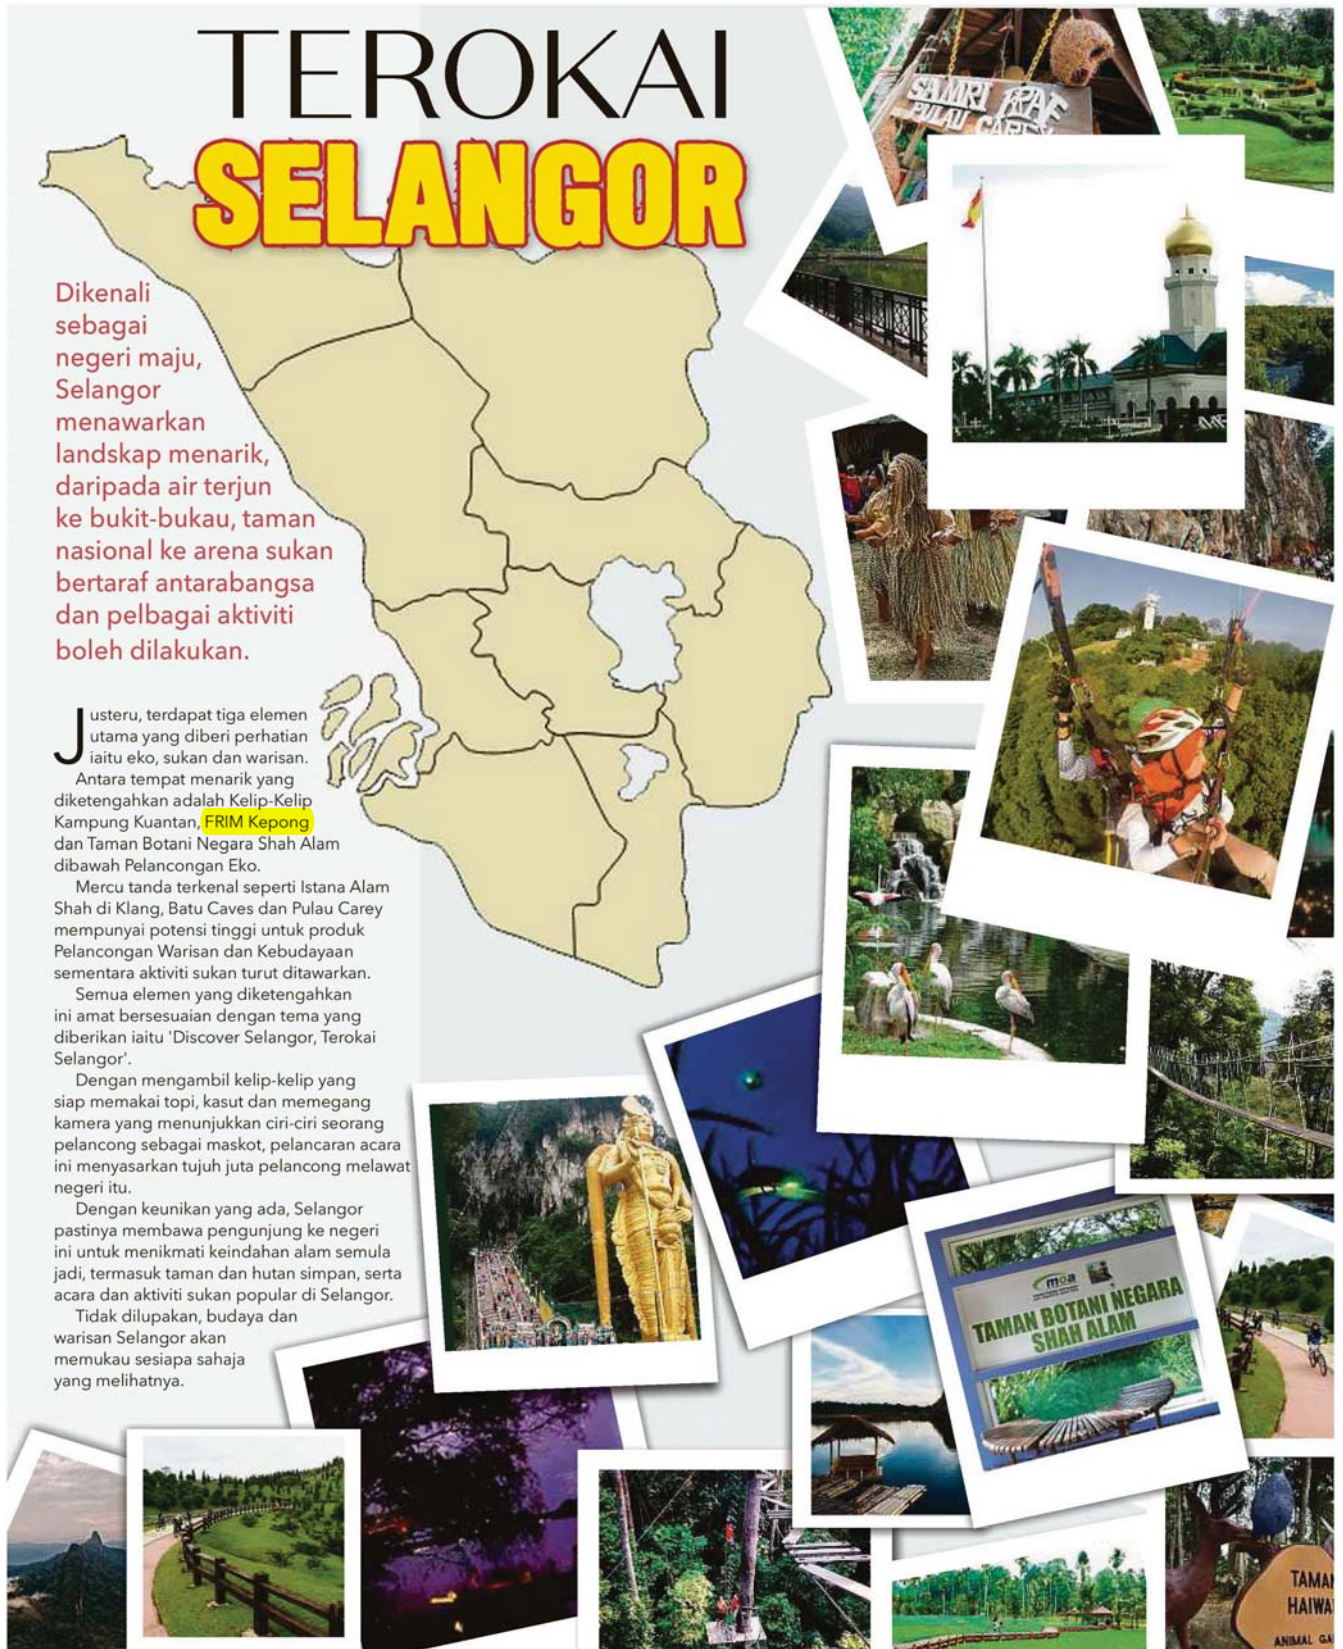 TEROKAI
SELANGOR
Dikenali
sebagai
negeri maju,
Selangor
menawarkan
landskap menarik,
daripada air terjun
ke bukit-bukau, taman
nasional ke arena sukan
bertaraf antarabangsa
dan pelbagai aktiviti
boleh dilakukan.
Justeru, terdapat tiga elemen
utama yang diberi perhatian
iaitu eko, sukan dan warisan.
Antara tempat menarik yang
diketengahkan adalah Kelip-Kelip
Kampung Kuantan, FRIM Kepong
dan Taman Botani Negara Shah Alam
dibawah Pelancongan Eko.
Mercu tanda terkenal seperti Istana Alam
Shah di Klang, Batu Caves dan Pulau Carey
mempunyai potensi tinggi untuk produk
Pelancongan Warisan dan Kebudayaan
sementara aktiviti sukan turut ditawarkan.
Semua elemen yang diketengahkan
ini amat bersesuaian dengan tema yang
diberikan iaitu 'Discover Selangor, Terokai
Selangor'.
Dengan mengambil kelip-kelip yang
siap memakai topi, kasut dan memegang
kamera yang menunjukkan ciri-ciri seorang
pelancong sebagai maskot, pelancaran acara
ini menyasarkan tujuh juta pelancong melawat
negeri itu.
Dengan keunikan yang ada, Selangor
pastinya membawa pengunjung ke negeri
ini untuk menikmati keindahan alam semula
jadi, termasuk taman dan hutan simpan, serta
acara dan aktiviti sukan popular di Selangor.
Tidak dilupakan, budaya dan
warisan Selangor akan
memukau sesiapa sahaja
yang melihatnya.
SAMRI
PULAU
moa
TAMAN BOTANI NEGARA
SHAH ALAM
TAMAN
HAIWA
ANIMAL GA